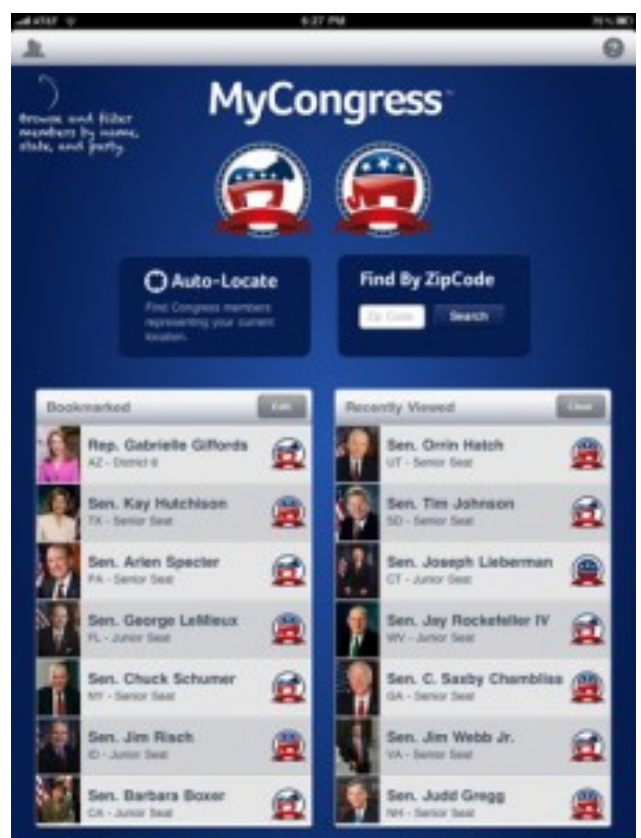 AT&T
6:27 PM
70%
Browse and filter
members by name,
state, and party.
MyCongress™
Auto-Locate
Find Congress members
representing your current
location.
Find By ZipCode
Zip Code
Search
Bookmarked
Edit
Rep. Gabrielle Giffords
AZ - District 8
Sen. Kay Hutchison
TX - Senior Seat
Sen. Arlen Specter
PA - Senior Seat
Sen. George LeMieux
FL - Junior Seat
Sen. Chuck Schumer
NY - Senior Seat
Sen. Jim Risch
ID - Junior Seat
Sen. Barbara Boxer
CA - Junior Seat
Recently Viewed
Clear
Sen. Orrin Hatch
UT - Senior Seat
Sen. Tim Johnson
SD - Senior Seat
Sen. Joseph Lieberman
CT - Junior Seat
Sen. Jay Rockefeller IV
WV - Junior Seat
Sen. C. Saxby Chambliss
GA - Senior Seat
Sen. Jim Webb Jr.
VA - Senior Seat
Sen. Judd Gregg
NH - Senior Seat